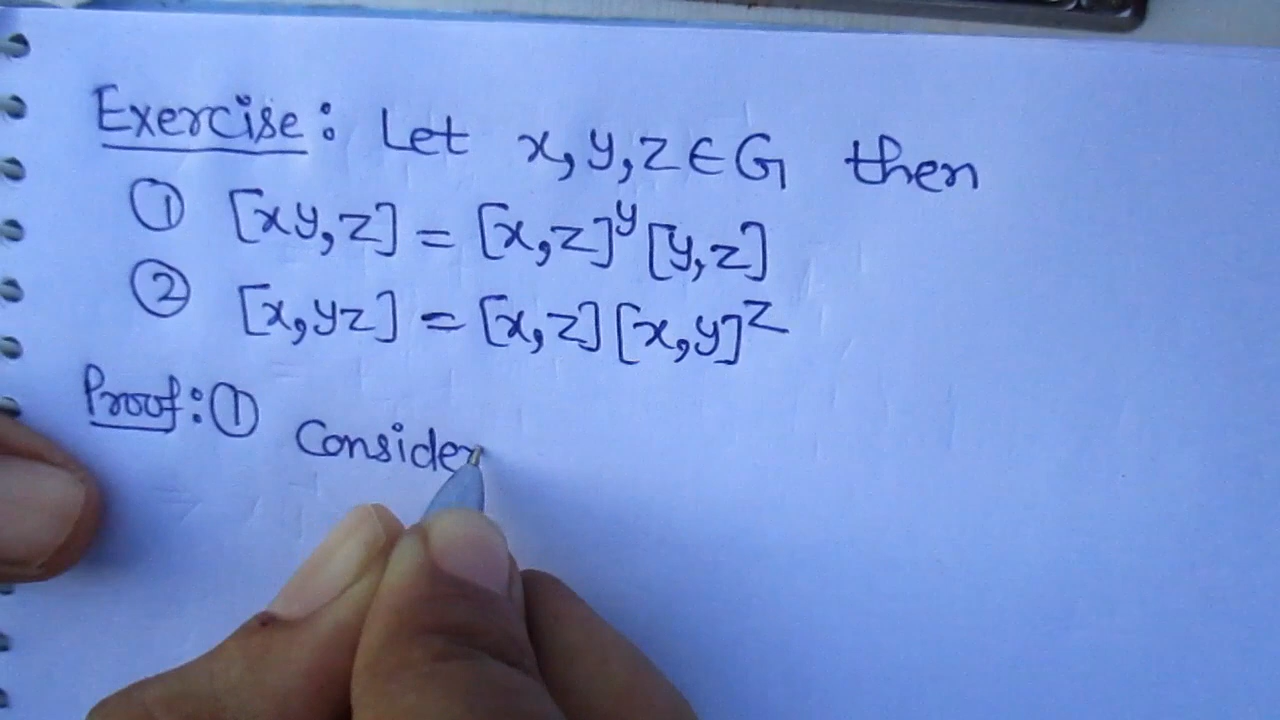 Exercise: Let x, y, z ∈ G then
① [xy, z] = [x, z]^y [y, z]
② [x, yz] = [x, z] [x, y]^z
Proof: ① Consider